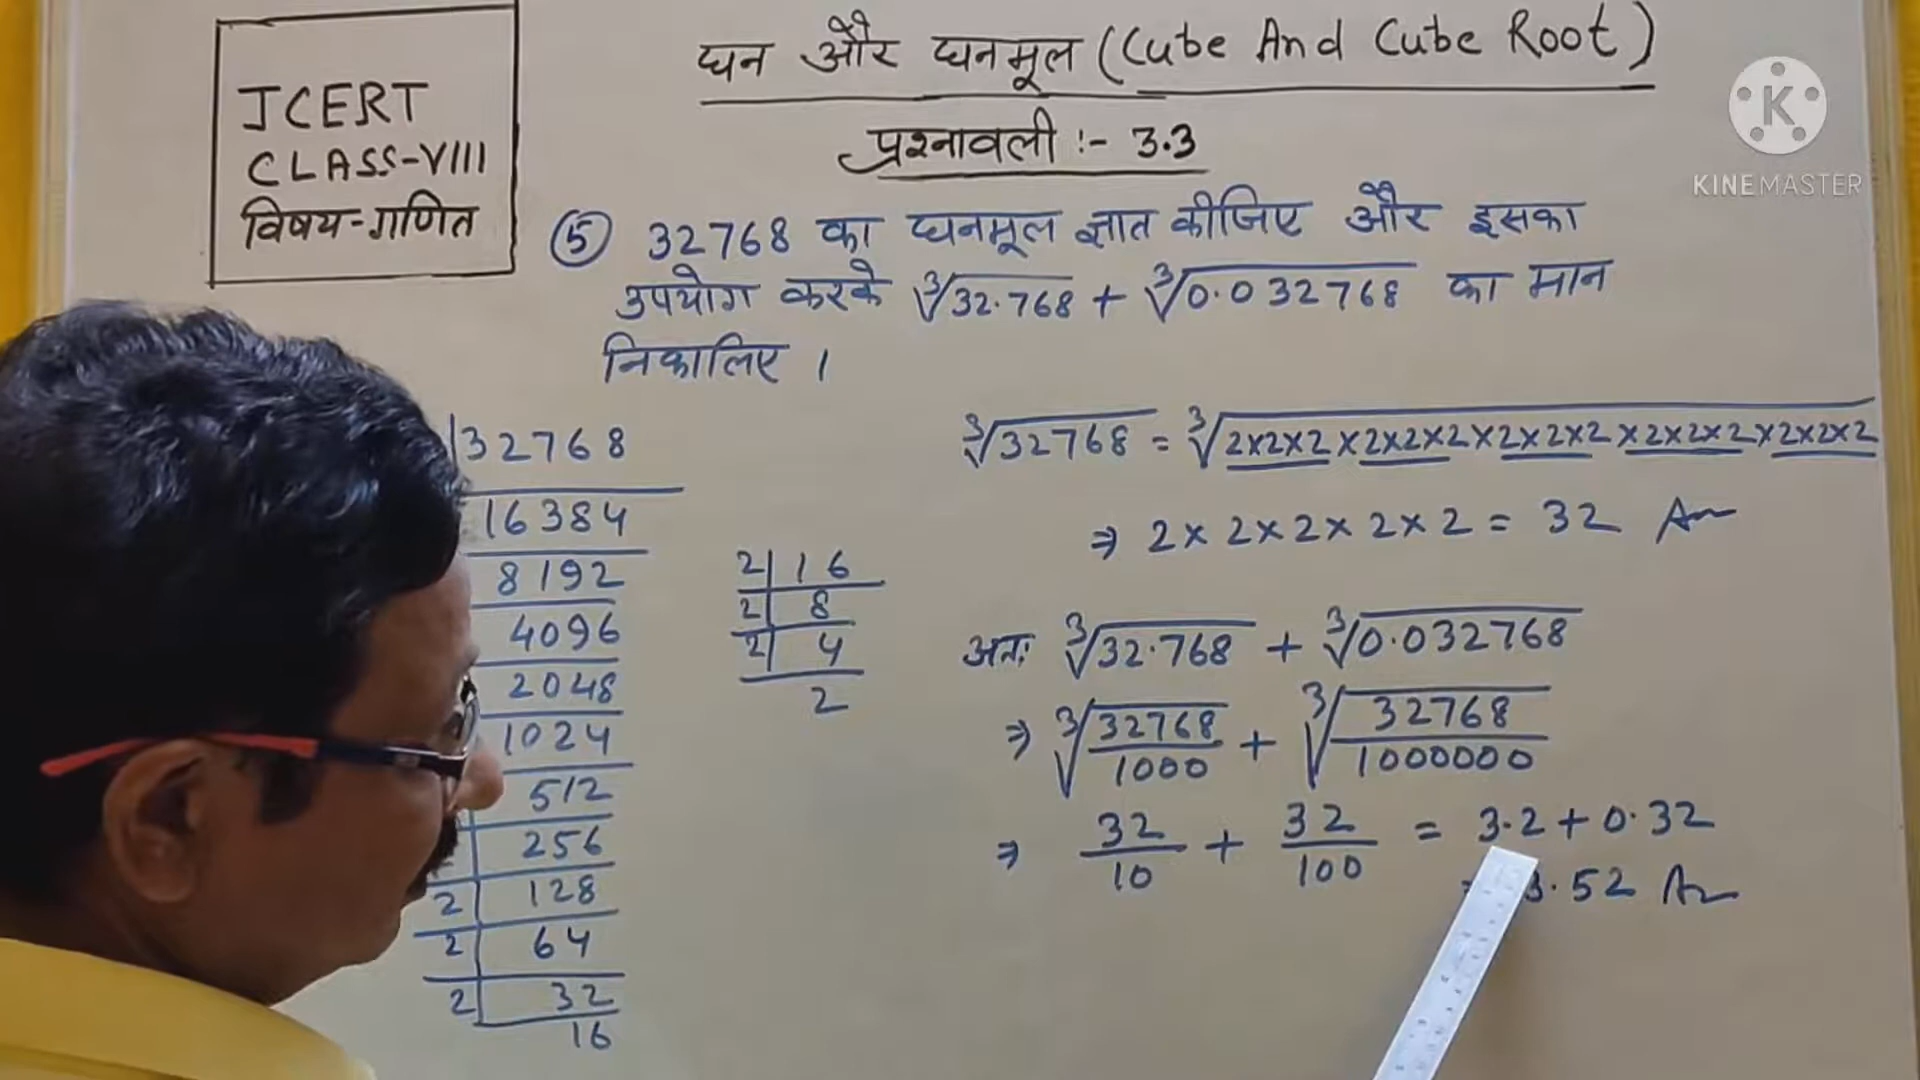 JCERT
CLASS-VIII
विषय-गणित
घन और घनमूल (Cube And Cube Root)
K
KINEMASTER
प्रश्नावली :- 3.3
⑤ 32768 का घनमूल ज्ञात कीजिए और इसका
उपयोग करके ∛32.768 + ∛0.032768 का मान
निकालिए ।
32768
16384
8192
4096
2048
1024
512
256
2 128
2 64
2 32
16
2 16
2 8
2 4
2
∛32768 = ∛2×2×2×2×2×2×2×2×2×2×2×2×2×2×2
⇒ 2×2×2×2×2 = 32 An
अतः ∛32.768 + ∛0.032768
⇒ ∛32768/1000 + ∛32768/1000000
⇒ 32/10 + 32/100 = 3.2 + 0.32
3.52 An